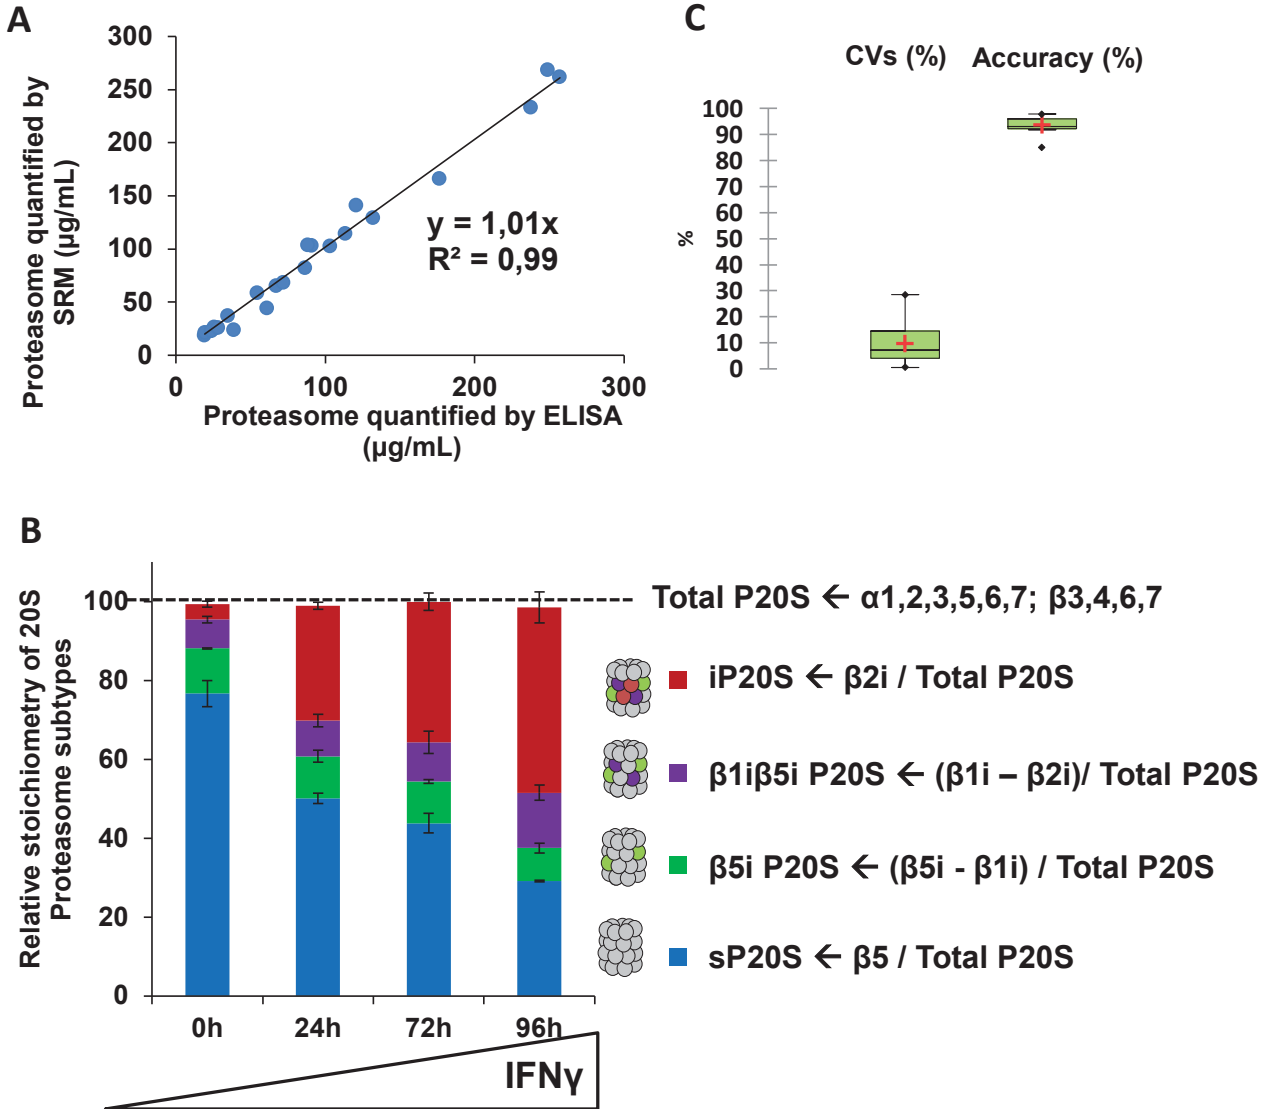 A
300
250
200
150
100
50
0
0
100
200
300
Proteasome quantified by
SRM (µg/mL)
y = 1,01x
R² = 0,99
Proteasome quantified by ELISA
(µg/mL)
C
CVs (%)
Accuracy (%)
100
90
80
70
60
50
40
30
20
10
0
%
B
Relative stoichiometry of 20S
Proteasome subtypes
100
80
60
40
20
0
0h
24h
72h
96h
IFNγ
Total P20S ← α1,2,3,5,6,7; β3,4,6,7
iP20S ← β2i / Total P20S
β1iβ5i P20S ← (β1i – β2i)/ Total P20S
β5i P20S ← (β5i - β1i) / Total P20S
sP20S ← β5 / Total P20S